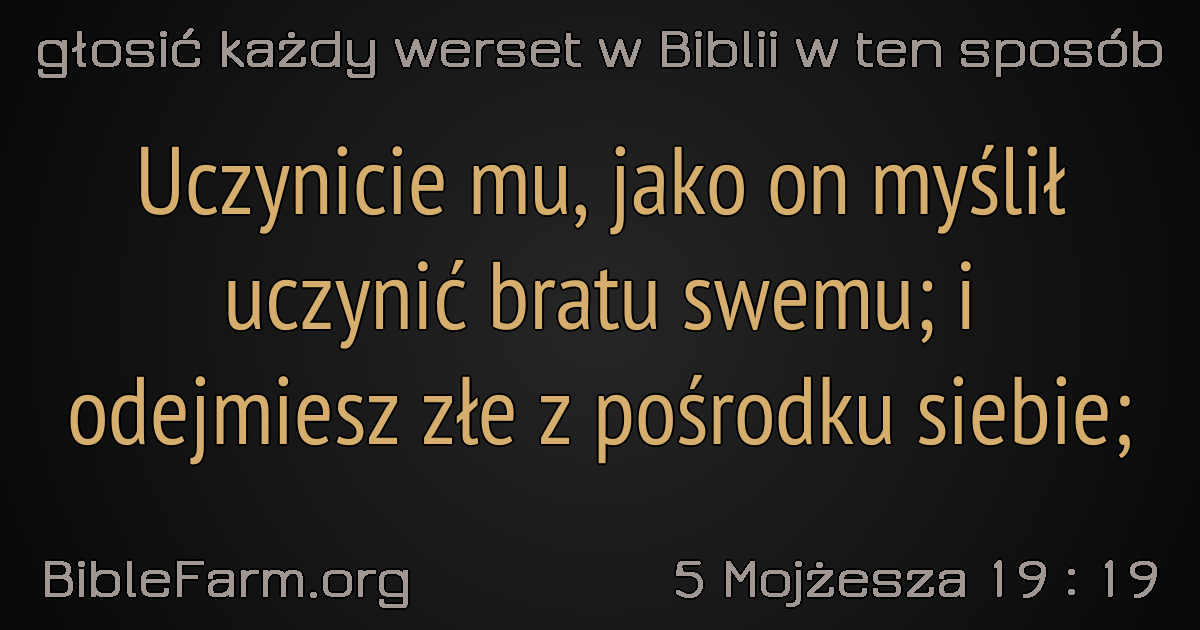 głosić każdy werset w Biblii w ten sposób
Uczynicie mu, jako on myślił
uczynić bratu swemu; i
odejmiesz złe z pośrodku siebie;
BibleFarm.org
5 Mojżesza 19 : 19